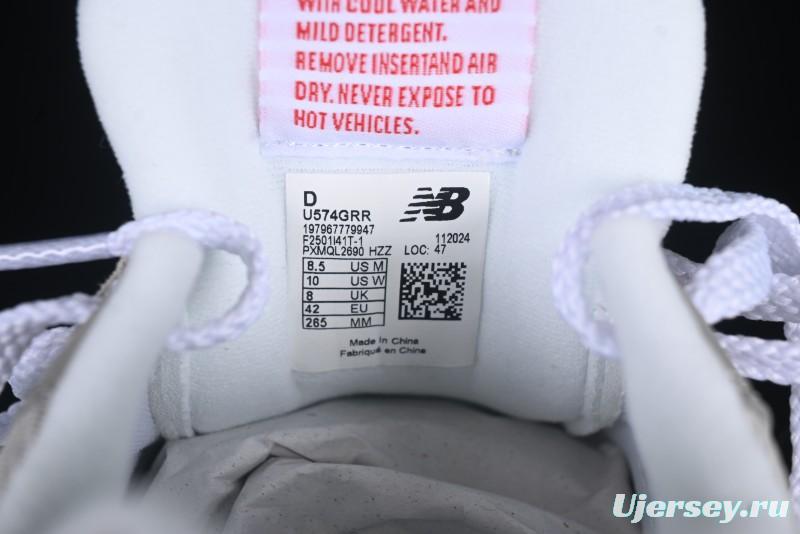 WITH COOL WATER AND
MILD DETERGENT.
REMOVE INSERTAND AIR
DRY. NEVER EXPOSE TO
HOT VEHICLES.
D
NB
U574GRR
197967779947
F2501I41T-1 112024
PXMQL2690 HZZ LOC: 47
8.5 US M
10 US W
8 UK
42 EU
265 MM
Made In China
Fabriqué en Chine
Ujersey.ru